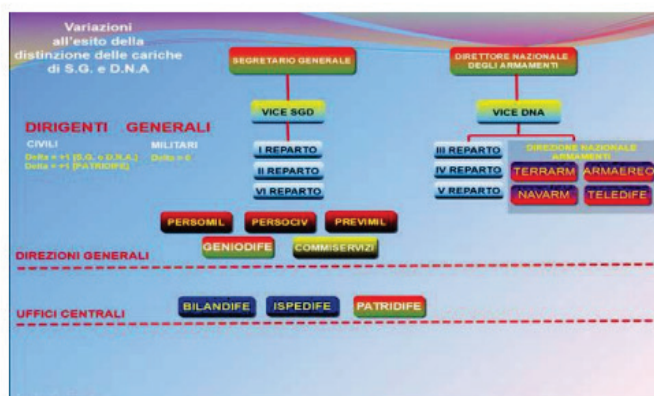 Variazioni
all'esito della
distinzione delle cariche
di S.G. e D.N.A
SEGRETARIO GENERALE
DIRETTORE NAZIONALE
DEGLI ARMAMENTI
VICE SGD
VICE DNA
DIRIGENTI GENERALI
CIVILI
MILITARI
Delta = +1 (S.G. e D.N.A.)
Delta = +1 (PATRIDIFE)
Delta = 0
I REPARTO
II REPARTO
VI REPARTO
III REPARTO
IV REPARTO
V REPARTO
DIREZIONE NAZIONALE
ARMAMENTI
TERRARM
ARMAEREO
NAVARM
TELEDIFE
PERSOMIL
PERSOCIV
PREVIMIL
GENIODIFE
COMMISERVIZI
DIREZIONI GENERALI
BILANDIFE
ISPEDIFE
PATRIDIFE
UFFICI CENTRALI